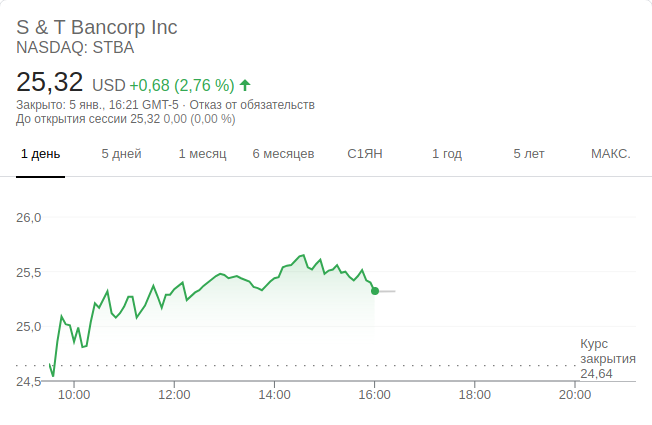 S & T Bancorp Inc
NASDAQ: STBA
25,32 USD +0,68 (2,76 %)
Закрыто: 5 янв., 16:21 GMT-5 · Отказ от обязательств
До открытия сессии 25,32 0,00 (0,00 %)
1 день 5 дней 1 месяц 6 месяцев С1ЯН 1 год 5 лет МАКС.
26,0
25,5
25,0
Курс
закрытия
24,64
24,5
10:00 12:00 14:00 16:00 18:00 20:00